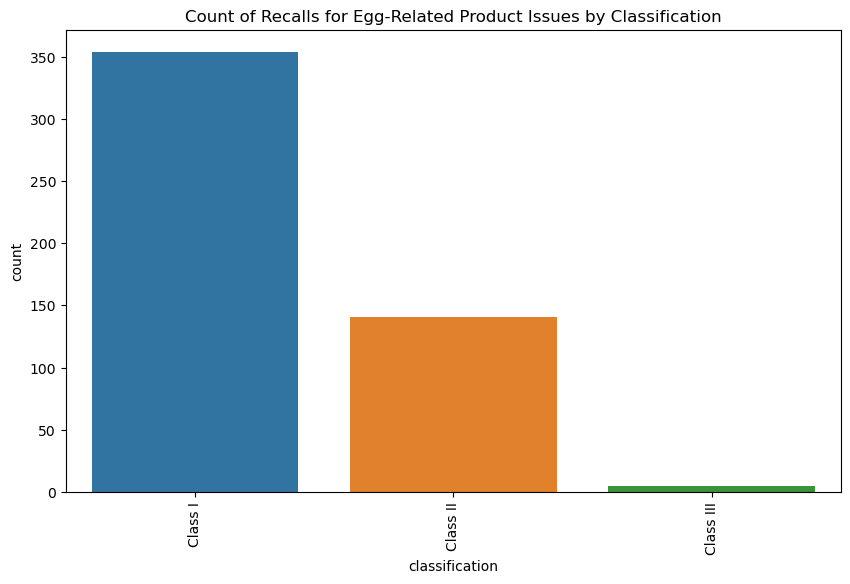 Count of Recalls for Egg-Related Product Issues by Classification
count
350
300
250
200
150
100
50
0
Class I
Class II
Class III
classification